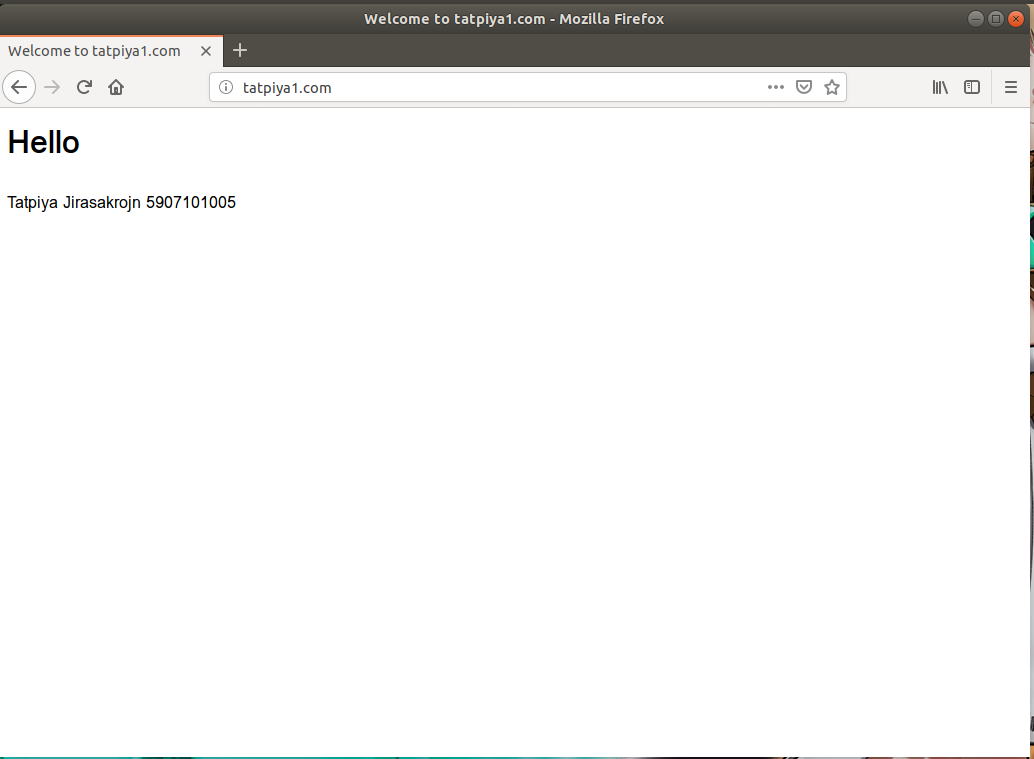 Welcome to tatpiya1.com - Mozilla Firefox
Welcome to tatpiya1.com
tatpiya1.com
Hello
Tatpiya Jirasakrojn 5907101005